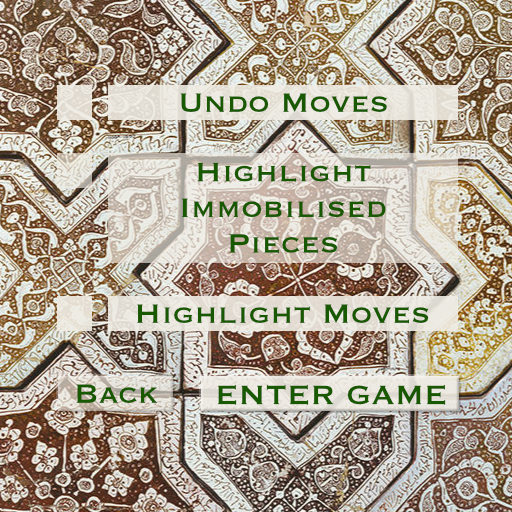 Undo Moves
Highlight
Immobilised
Pieces
Highlight Moves
Back
ENTER GAME